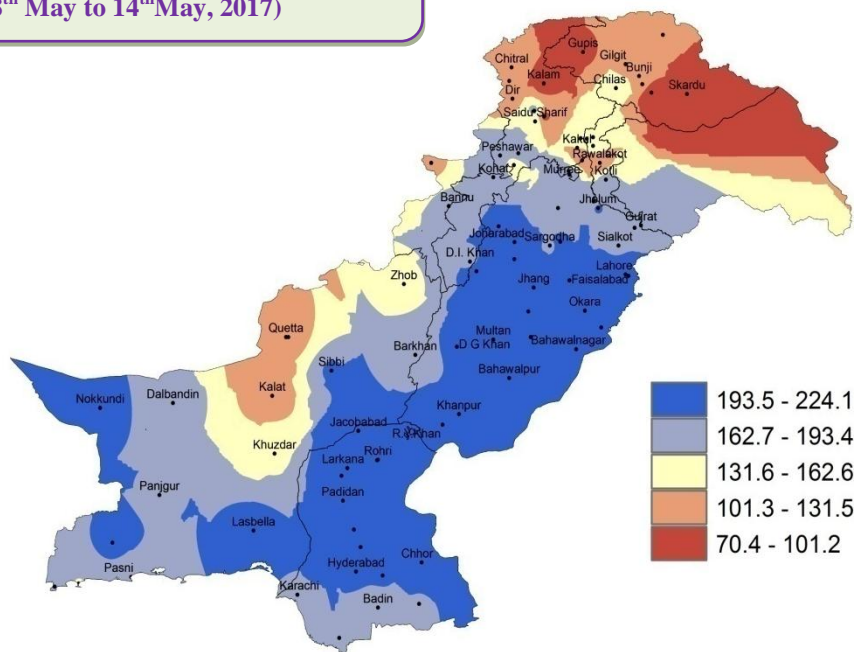 May to 14thMay, 2017)
Gupis
Gilgit
Chitral
Kalam
Bunji
Chilas
Skardu
Dir
Saidu Sharif
Kakul
Peshawar
Rawalakot
Kohat
Murree
Kotli
Bannu
Jhelum
Gujrat
Joharabad
Sargodha
Sialkot
D.I. Khan
Lahore
Zhob
Jhang
Faisalabad
Okara
Quetta
Multan
Barkhan
D G Khan
Bahawalnagar
Sibbi
Bahawalpur
Nokkundi
Dalbandin
Kalat
Khanpur
Jacobabad
R.Y.Khan
Khuzdar
Rohri
Larkana
Panjgur
Padidan
Lasbella
Chhor
Pasni
Hyderabad
Karachi
Badin
193.5 - 224.1
162.7 - 193.4
131.6 - 162.6
101.3 - 131.5
70.4 - 101.2